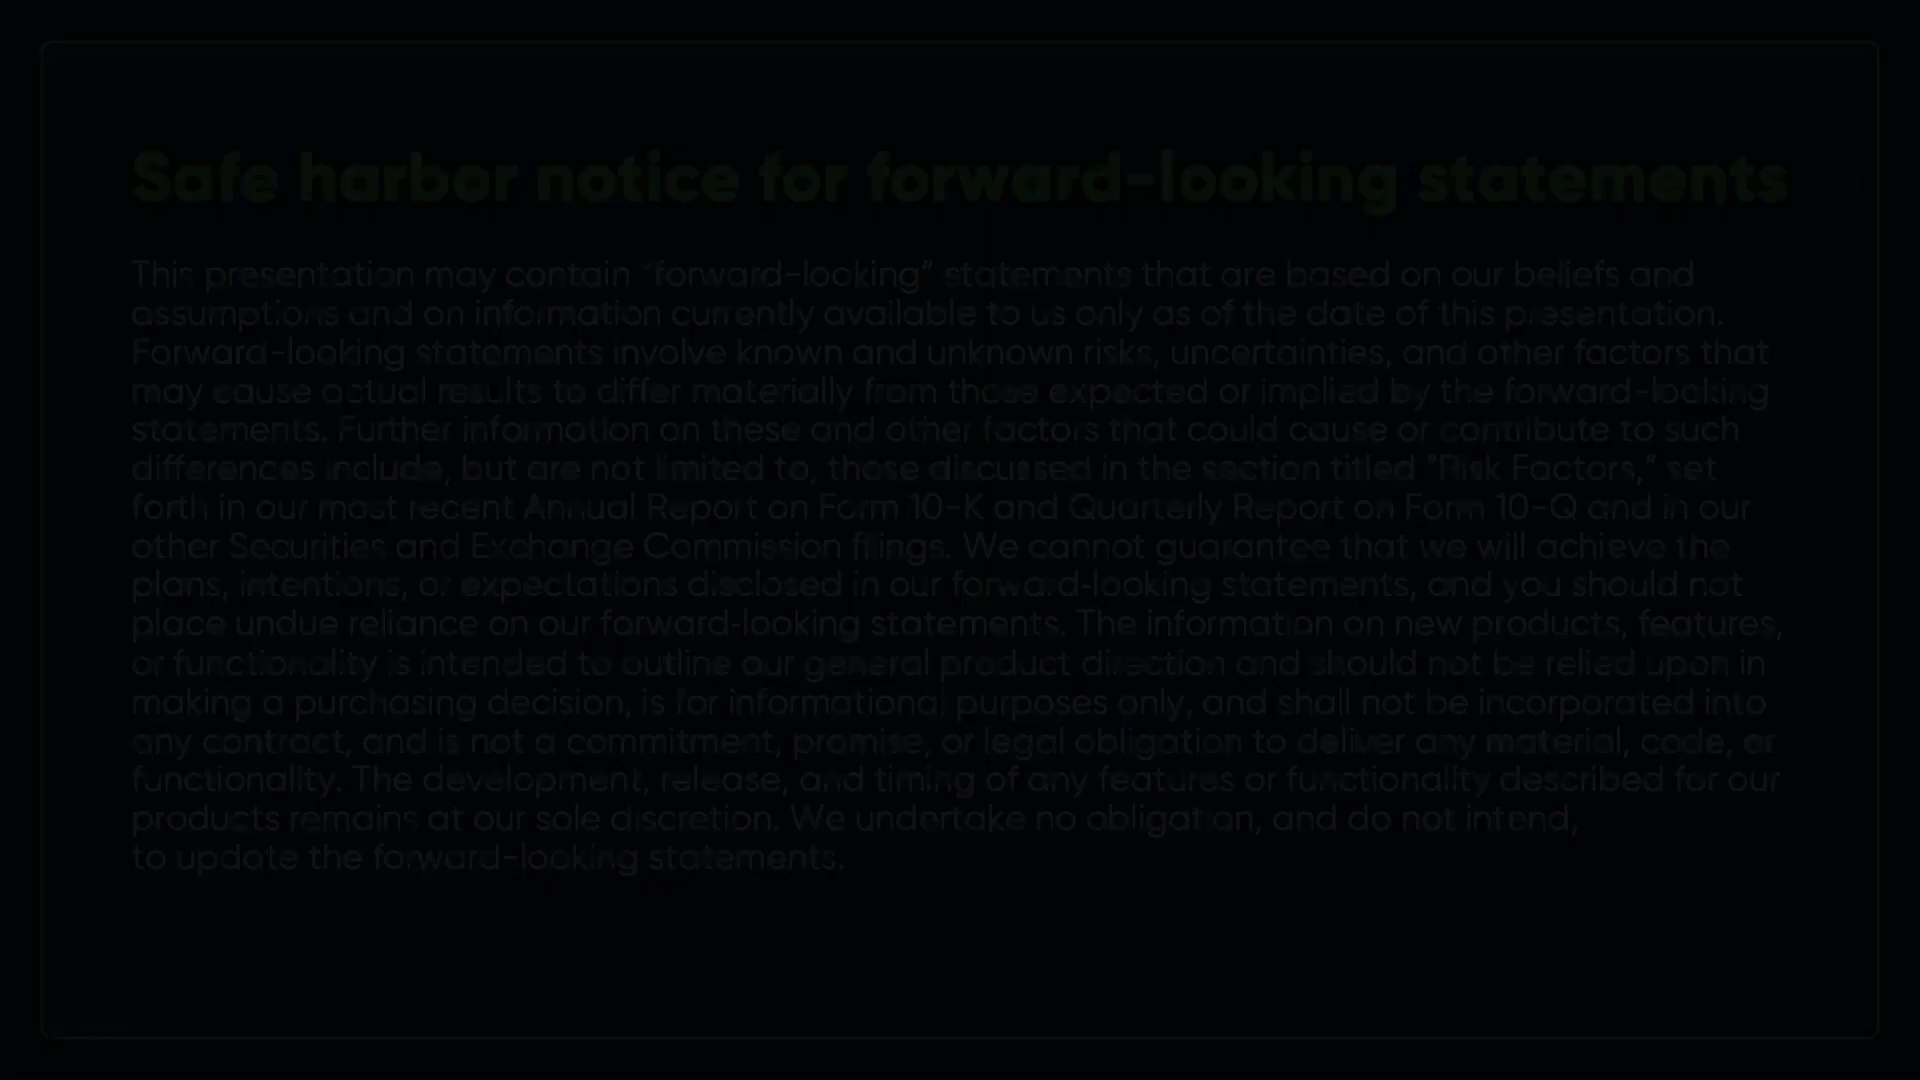 Safe harbor notice for forward-looking statements
This presentation may contain "forward-looking" statements that are based on our beliefs and
assumptions and on information currently available to us only as of the date of this presentation.
Forward-looking statements involve known and unknown risks, uncertainties, and other factors that
may cause actual results to differ materially from those expected or implied by the forward-looking
statements. Further information on these and other factors that could cause or contribute to such
differences include, but are not limited to, those discussed in the section titled "Risk Factors," set
forth in our most recent Annual Report on Form 10-K and Quarterly Report on Form 10-Q and in our
other Securities and Exchange Commission filings. We cannot guarantee that we will achieve the
plans, intentions, or expectations disclosed in our forward-looking statements, and you should not
place undue reliance on our forward-looking statements. The information on new products, features,
or functionality is intended to outline our general product direction and should not be relied upon in
making a purchasing decision, is for informational purposes only, and shall not be incorporated into
any contract, and is not a commitment, promise, or legal obligation to deliver any material, code, or
functionality. The development, release, and timing of any features or functionality described for our
products remains at our sole discretion. We undertake no obligation, and do not intend,
to update the forward-looking statements.